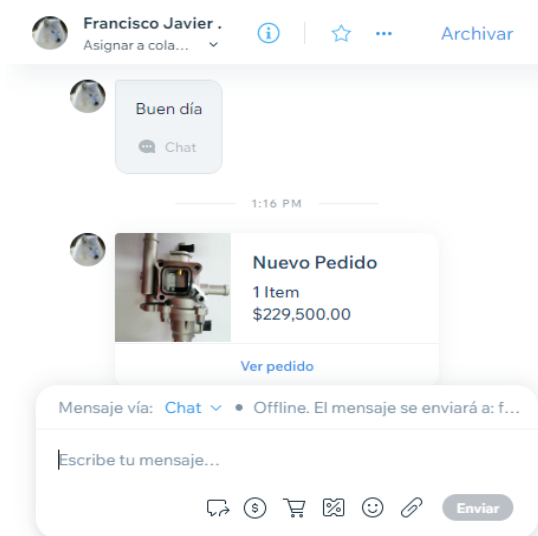 Francisco Javier .
Asignar a cola...
Archivar
Buen día
Chat
1:16 PM
Nuevo Pedido
1 Item
$229,500.00
Ver pedido
Mensaje vía: Chat • Offline. El mensaje se enviará a: f...
Escribe tu mensaje...
Enviar